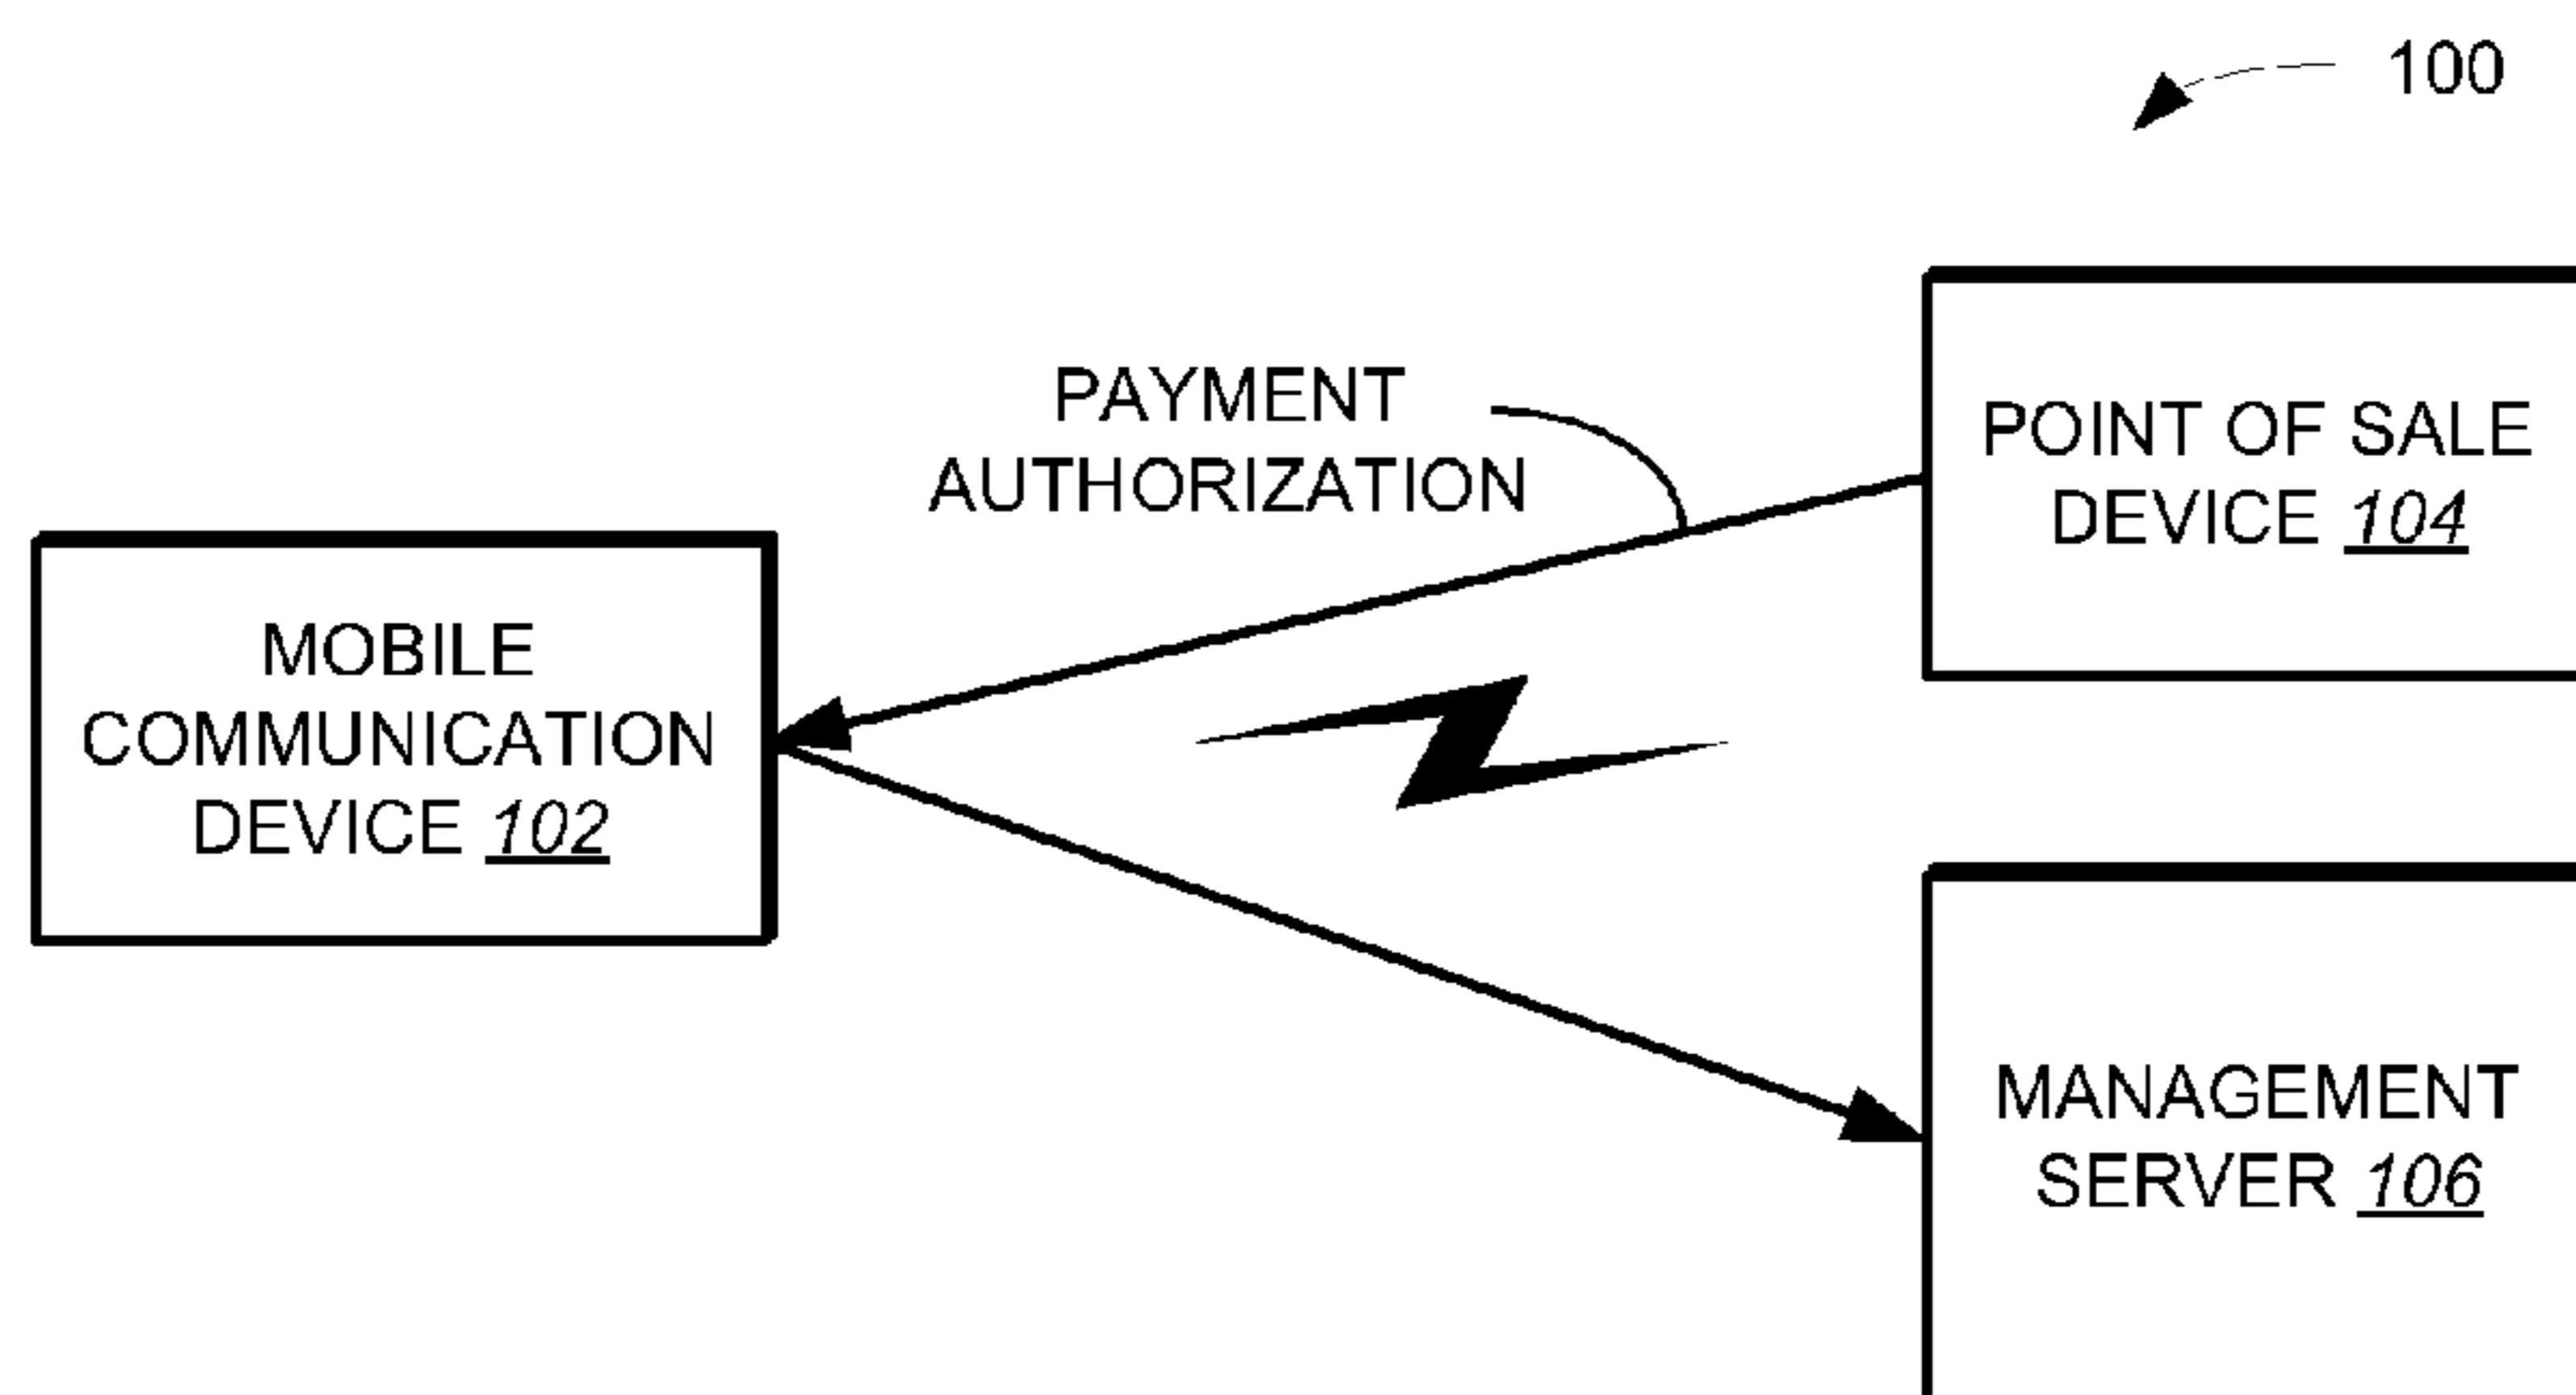 100
PAYMENT
AUTHORIZATION
POINT OF SALE
DEVICE 104
MOBILE
COMMUNICATION
DEVICE 102
MANAGEMENT
SERVER 106